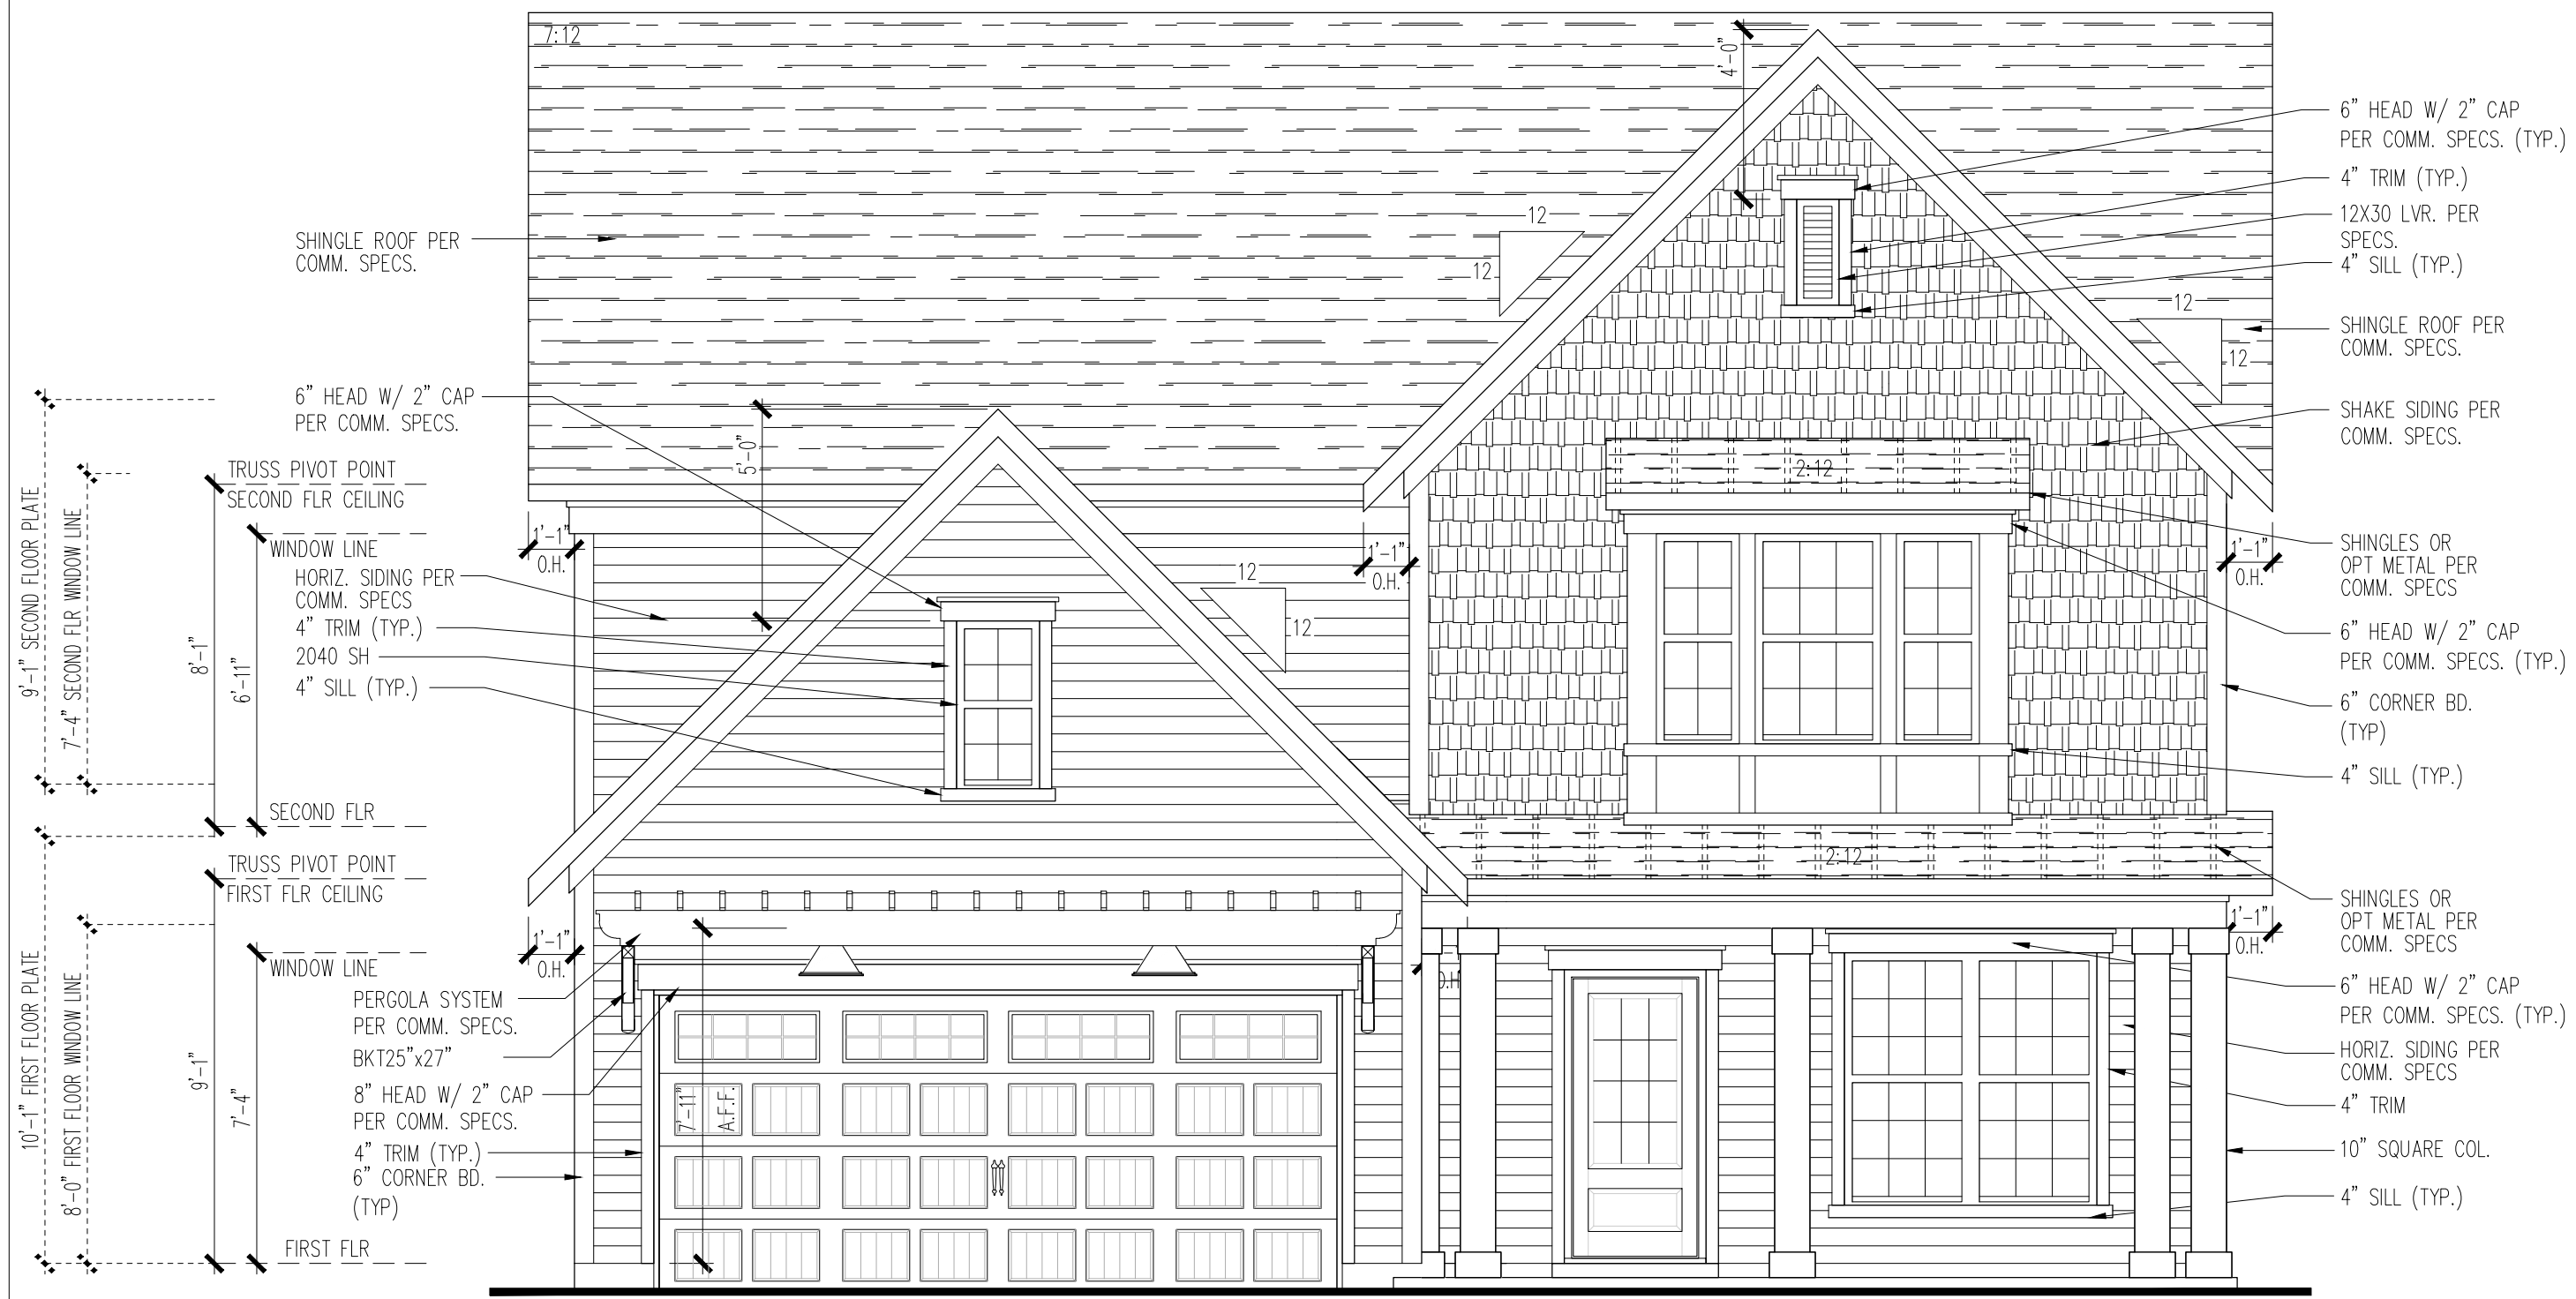 7:12
4'-0"
SHINGLE ROOF PER
COMM. SPECS.
6" HEAD W/ 2" CAP
PER COMM. SPECS.
5'-0"
TRUSS PIVOT POINT
SECOND FLR CEILING
WINDOW LINE
HORIZ. SIDING PER
COMM. SPECS
4" TRIM (TYP.)
2040 SH
4" SILL (TYP.)
9'-1" SECOND FLOOR PLATE
7'-4" SECOND FLR WINDOW LINE
8'-1"
6'-11"
SECOND FLR
TRUSS PIVOT POINT
FIRST FLR CEILING
WINDOW LINE
PERGOLA SYSTEM
PER COMM. SPECS.
BKT25"x27"
8" HEAD W/ 2" CAP
PER COMM. SPECS.
4" TRIM (TYP.)
6" CORNER BD.
(TYP)
10'-1" FIRST FLOOR PLATE
8'-0" FIRST FLOOR WINDOW LINE
9'-1"
7'-4"
FIRST FLR
1'-1"
O.H.
1'-1"
O.H.
1'-1"
O.H.
1'-1"
O.H.
1'-1"
O.H.
O.H
12
12
12
12
12
12
2:12
2:12
7'-11"
A.F.F.
6" HEAD W/ 2" CAP
PER COMM. SPECS. (TYP.)
4" TRIM (TYP.)
12X30 LVR. PER
SPECS.
4" SILL (TYP.)
SHINGLE ROOF PER
COMM. SPECS.
SHAKE SIDING PER
COMM. SPECS.
SHINGLES OR
OPT METAL PER
COMM. SPECS
6" HEAD W/ 2" CAP
PER COMM. SPECS. (TYP.)
6" CORNER BD.
(TYP)
4" SILL (TYP.)
SHINGLES OR
OPT METAL PER
COMM. SPECS
6" HEAD W/ 2" CAP
PER COMM. SPECS. (TYP.)
HORIZ. SIDING PER
COMM. SPECS
4" TRIM
10" SQUARE COL.
4" SILL (TYP.)